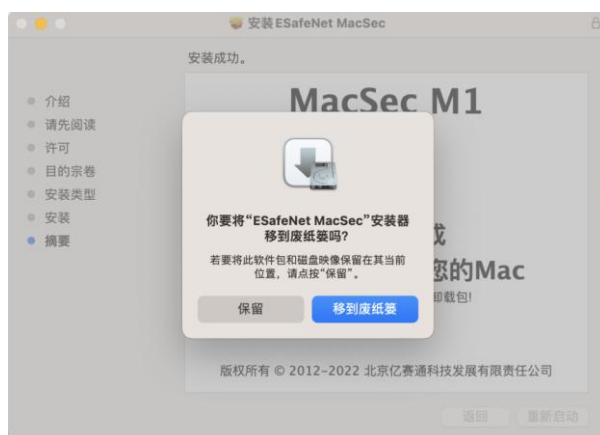 安装 ESafeNet MacSec
安装成功。
介绍
请先阅读
许可
目的宗卷
安装类型
安装
摘要
MacSec M1
你要将“ESafeNet MacSec”安装器
移到废纸篓吗？
若要将此软件包和磁盘映像保留在其当前
位置，请点按“保留”。
保留
移到废纸篓
成
您的Mac
卸载包!
版权所有 © 2012-2022 北京亿赛通科技发展有限责任公司
返回
重新启动